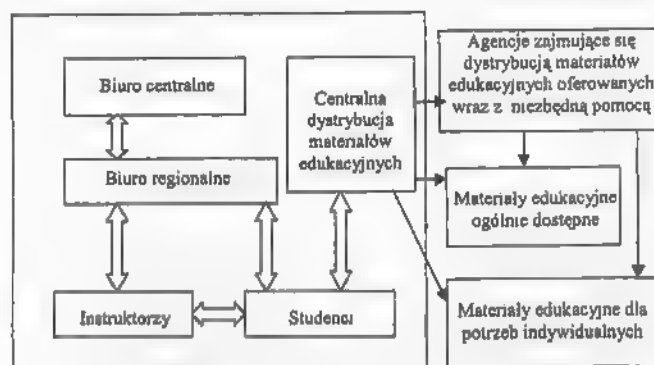 Biuro centralne
Biuro regionalne
Instruktorzy
Studenci
Centralna
dystrybucja
materiałów
edukacyjnych
Agencje zajmujące się
dystrybucją materiałów
edukacyjnych oferowanych
wraz z niezbędną pomocą
Materiały edukacyjne
ogólnie dostępne
Materiały edukacyjne dla
potrzeb indywidualnych